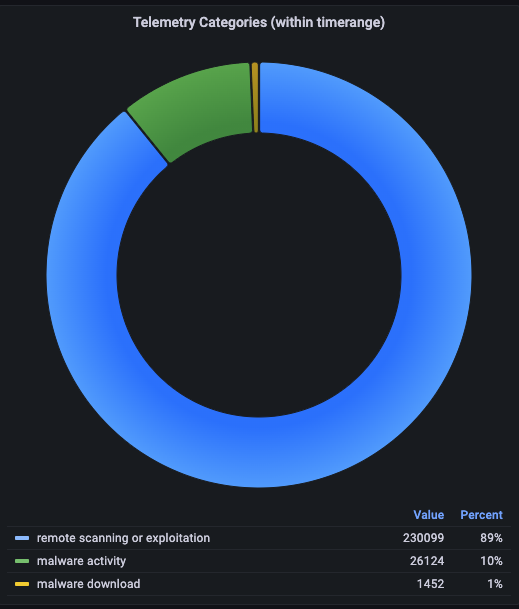 Telemetry Categories (within timerange)
Value Percent
remote scanning or exploitation 230099 89%
malware activity 26124 10%
malware download 1452 1%